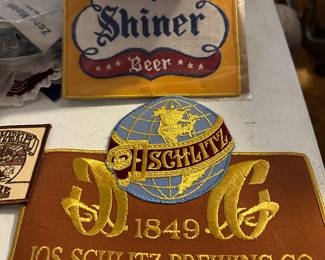 Shiner
Beer
SCHLITZ
1849
JOS. SCHLITZ BREWING CO.